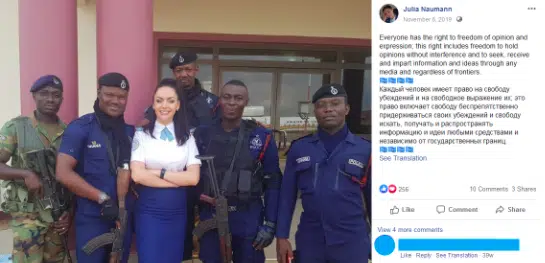 Julia Naumann
November 8, 2019
Everyone has the right to freedom of opinion and
expression; this right includes freedom to hold
opinions without interference and to seek, receive
and impart information and ideas through any
media and regardless of frontiers.
Каждый человек имеет право на свободу
убеждений и на свободное выражение их; это
право включает свободу беспрепятственно
придерживаться своих убеждений и свободу
искать, получать и распространять
информацию и идеи любыми средствами и
независимо от государственных границ
See Translation
256
10 Comments 3 Shares
Like Comment Share
View 4 more comments
Like Reply See Translation 39w